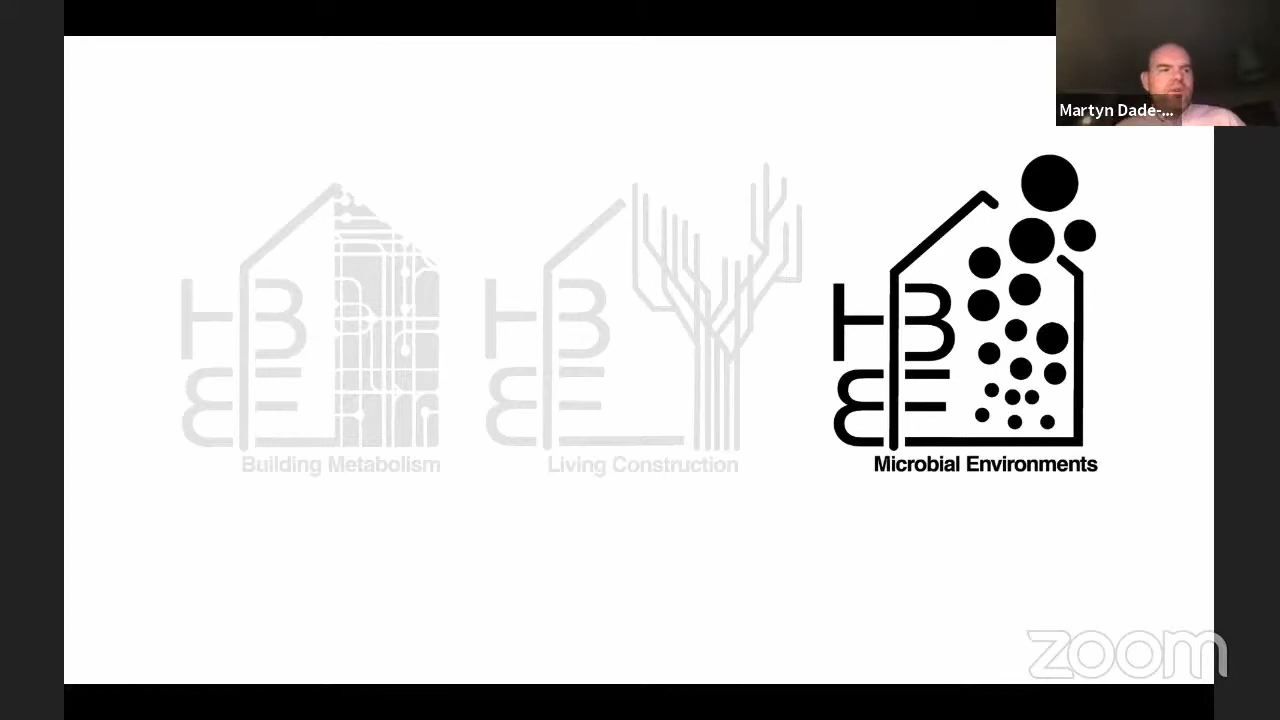 Martyn Dade-...
HB
BE
Building Metabolism
HB
BE
Living Construction
HB
BE
Microbial Environments
zoom